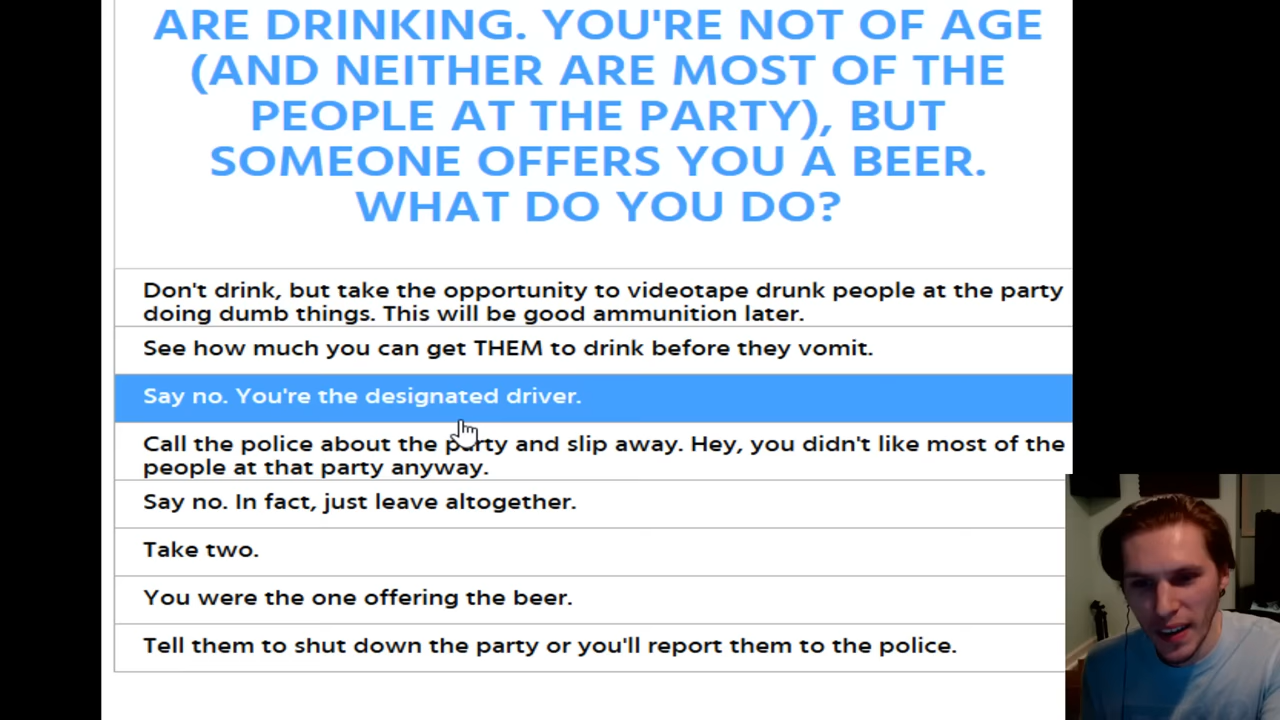 ARE DRINKING. YOU'RE NOT OF AGE
(AND NEITHER ARE MOST OF THE
PEOPLE AT THE PARTY), BUT
SOMEONE OFFERS YOU A BEER.
WHAT DO YOU DO?
Don't drink, but take the opportunity to videotape drunk people at the party
doing dumb things. This will be good ammunition later.
See how much you can get THEM to drink before they vomit.
Say no. You're the designated driver.
Call the police about the party and slip away. Hey, you didn't like most of the
people at that party anyway.
Say no. In fact, just leave altogether.
Take two.
You were the one offering the beer.
Tell them to shut down the party or you'll report them to the police.